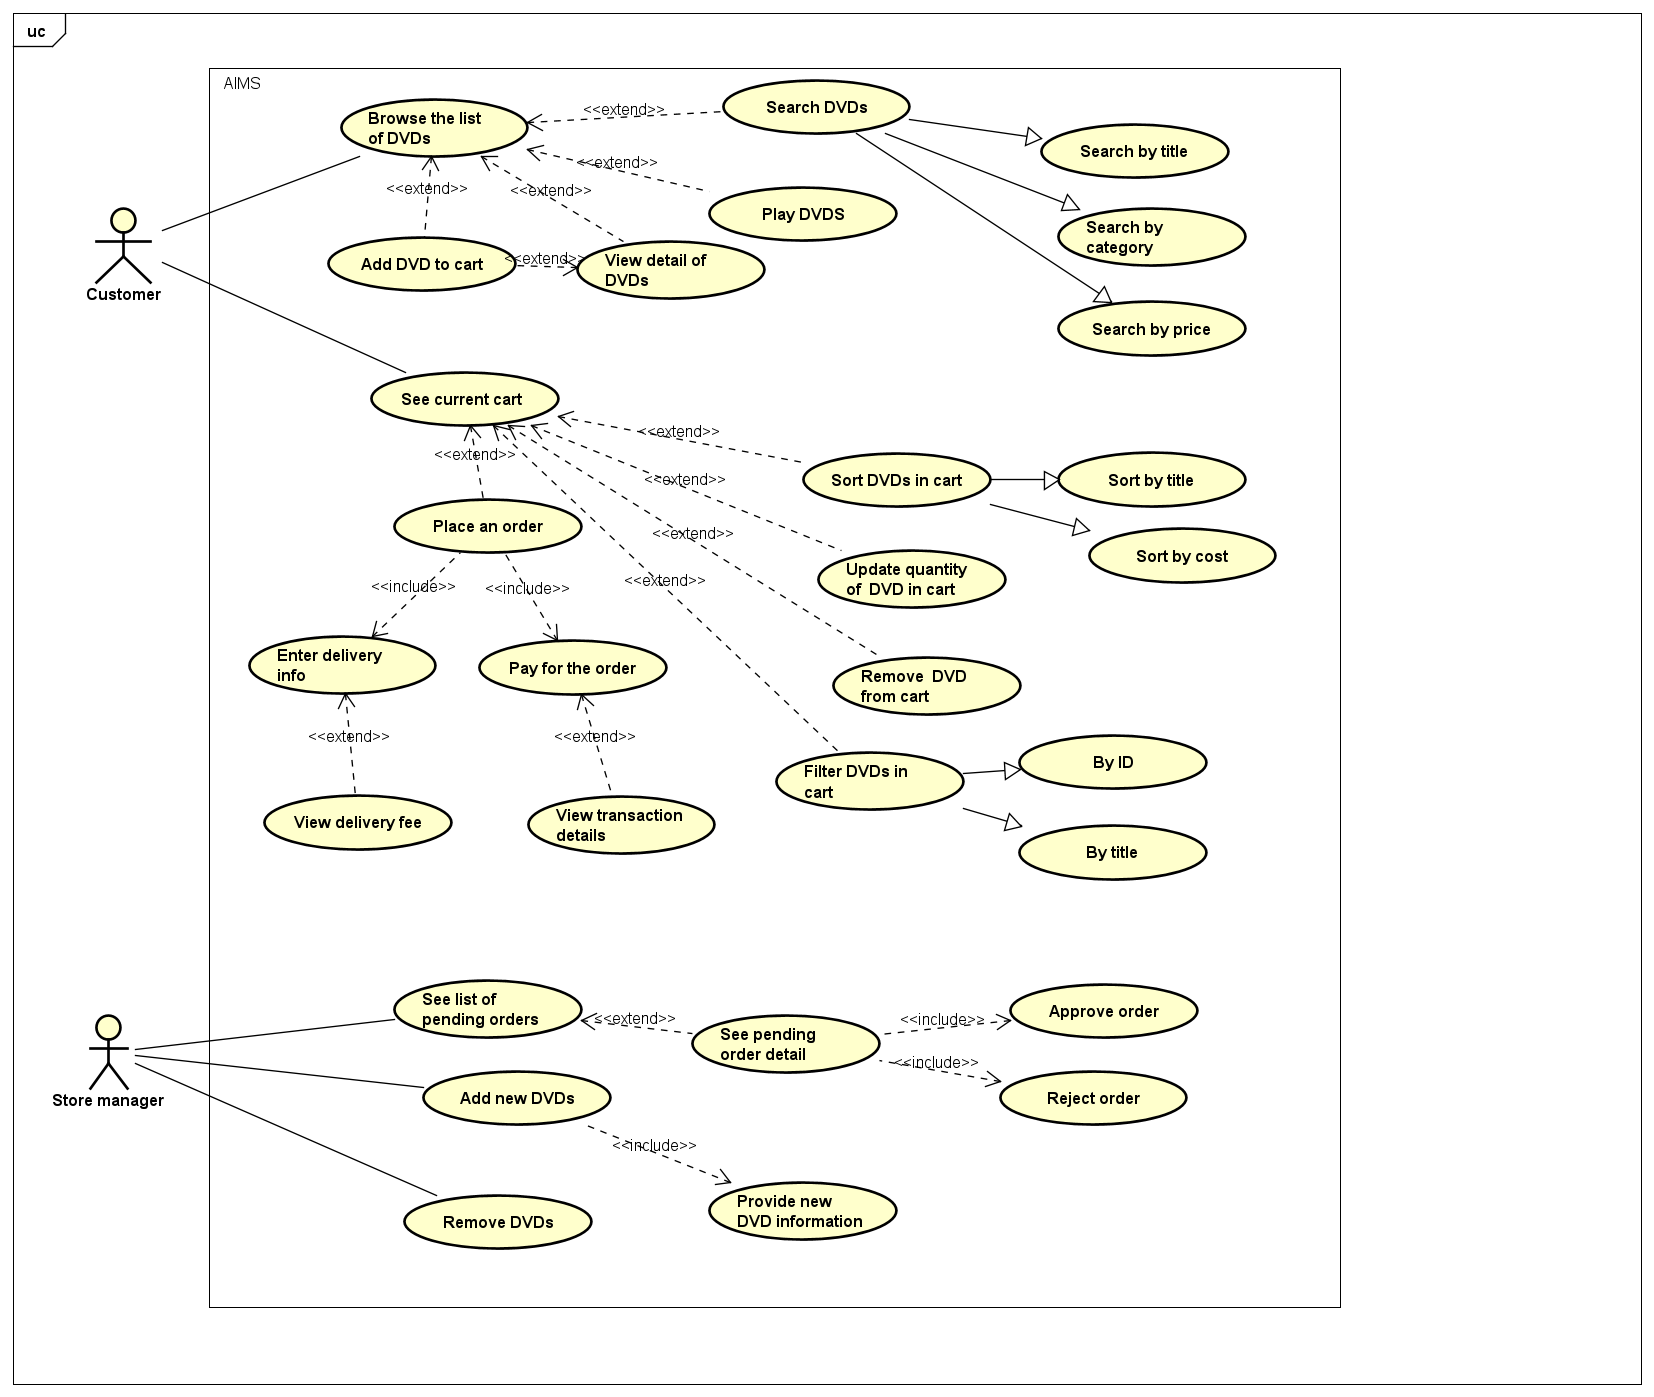 uc
AIMS
Browse the list
of DVDs
<<extend>>
Search DVDs
Search by title
<<extend>>
<<extend>>
<<extend>>
Play DVDS
Search by
category
Customer
Add DVD to cart
<<extend>>
View detail of
DVDs
Search by price
See current cart
<<extend>>
<<extend>>
Sort DVDs in cart
Sort by title
<<extend>>
Place an order
<<extend>>
Sort by cost
<<extend>>
Update quantity
of  DVD in cart
<<include>>
<<include>>
Enter delivery
info
Pay for the order
Remove  DVD
from cart
<<extend>>
<<extend>>
Filter DVDs in
cart
By ID
View delivery fee
View transaction
details
By title
See list of
pending orders
<<extend>>
See pending
order detail
<<include>>
Approve order
<<include>>
Store manager
Add new DVDs
Reject order
<<include>>
Remove DVDs
Provide new
DVD information